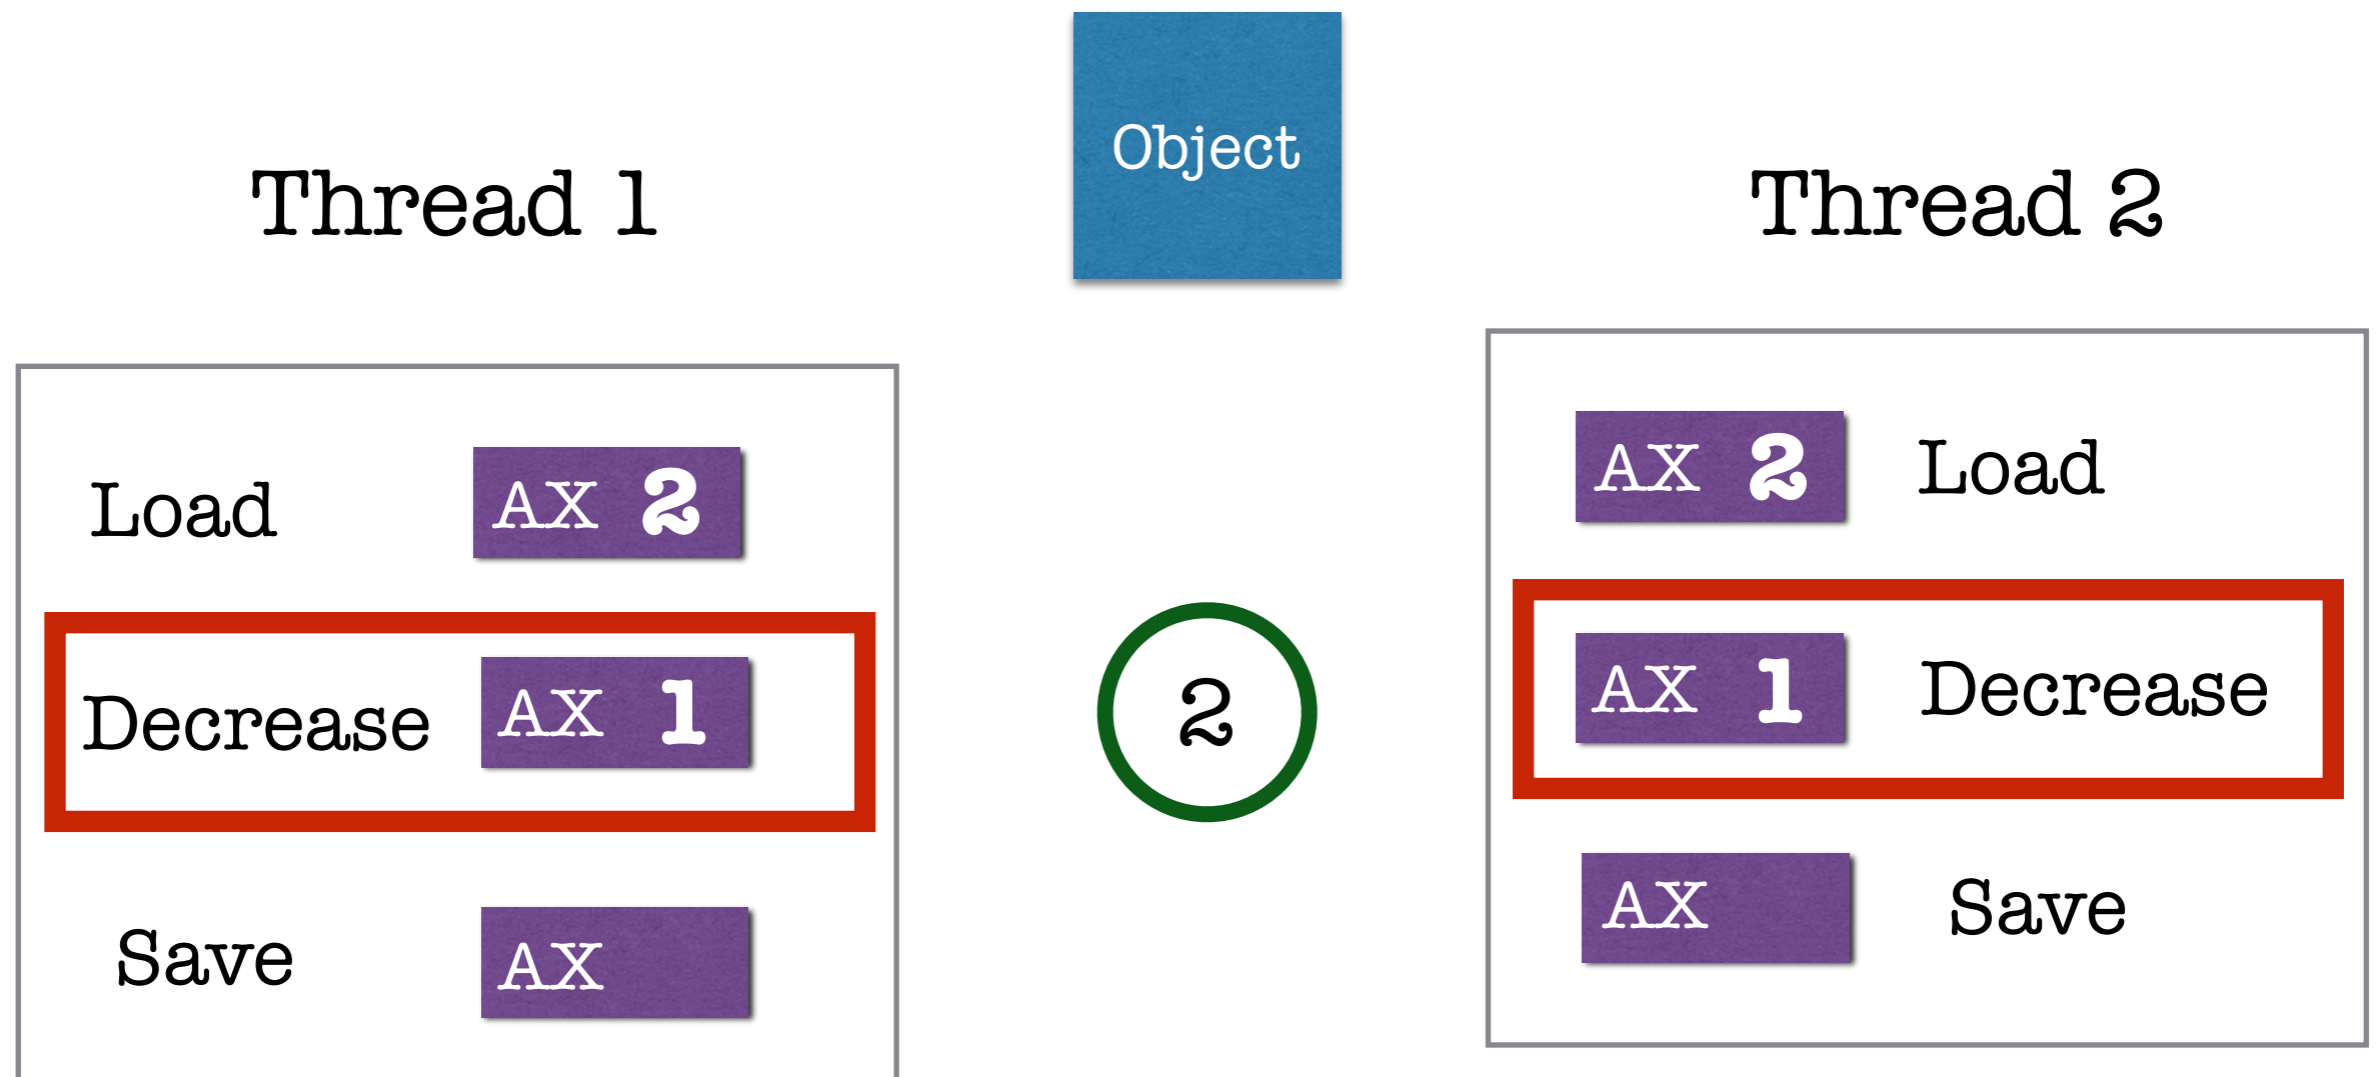 Object
Thread 1
Thread 2
Load AX 2
Decrease AX 1
Save AX
2
AX 2 Load
AX 1 Decrease
AX Save